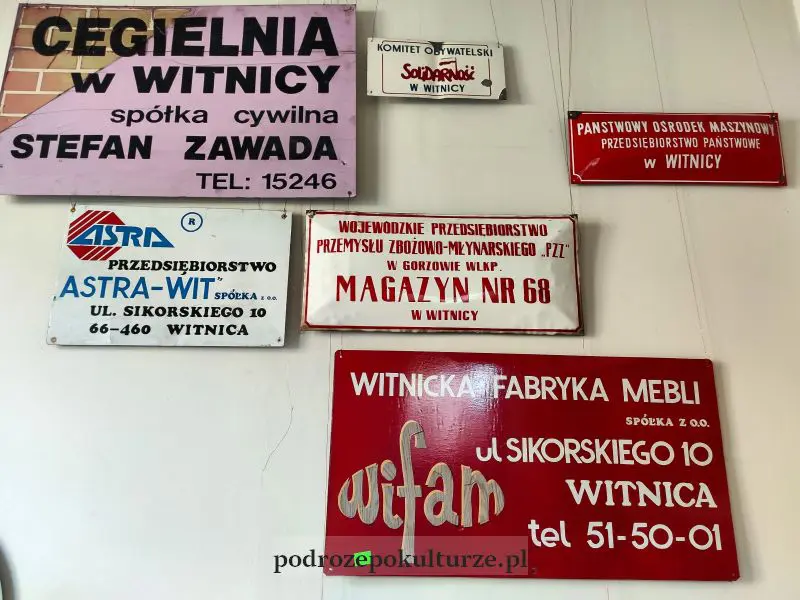 CEGIELNIA
w WITNICY
spółka cywilna
STEFAN ZAWADA
TEL: 15246
KOMITET OBYWATELSKI
SOLIDARNOŚĆ
W WITNICY
PAŃSTWOWY OŚRODEK MASZYNOWY
PRZEDSIĘBIORSTWO PAŃSTWOWE
w WITNICY
ASTRA ®
PRZEDSIĘBIORSTWO
ASTRA-WIT" SPÓŁKA z o.o.
UL. SIKORSKIEGO 10
66-460 WITNICA
WOJEWÓDZKIE PRZEDSIĘBIORSTWO
PRZEMYSŁU ZBOŻOWO-MŁYNARSKIEGO „PZZ"
W GORZOWIE WLKP.
MAGAZYN NR 68
W WITNICY
WITNICKA FABRYKA MEBLI
SPÓŁKA Z O.O.
ul SIKORSKIEGO 10
wifam
WITNICA
tel 51-50-01
podrozepokulturze.pl